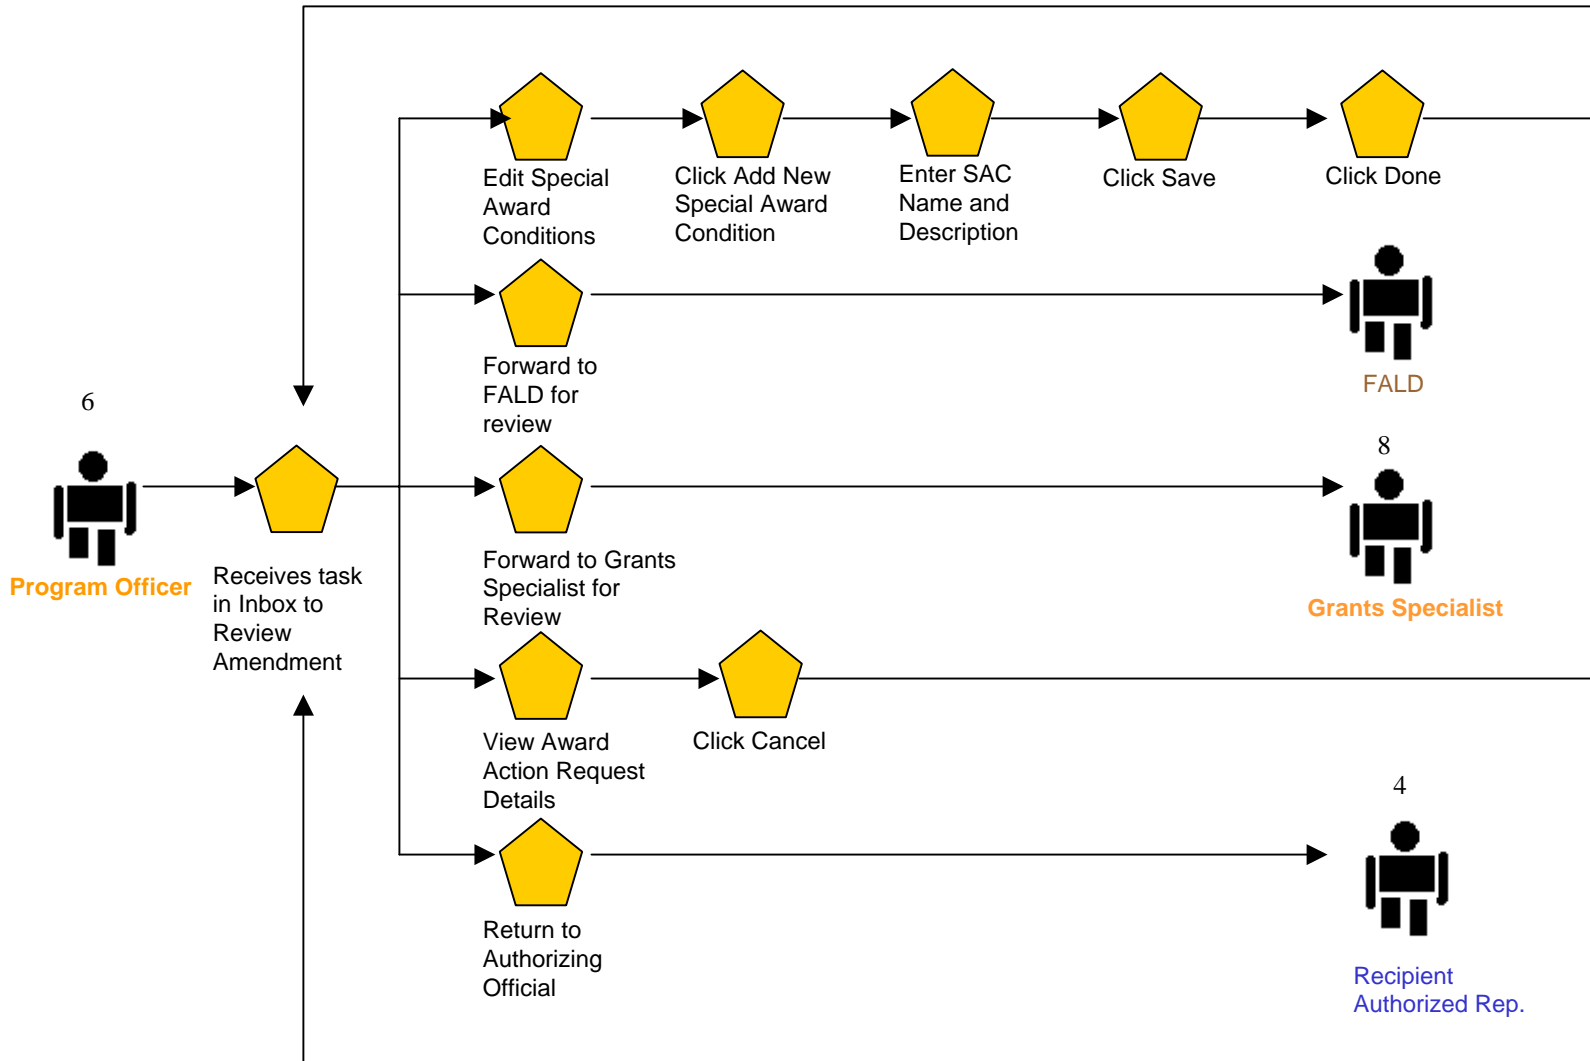 Edit Special
Award
Conditions
Click Add New
Special Award
Condition
Enter SAC
Name and
Description
Click Save
Click Done
Forward to
FALD for
review
FALD
6
Program Officer
Receives task
in Inbox to
Review
Amendment
Forward to Grants
Specialist for
Review
8
Grants Specialist
View Award
Action Request
Details
Click Cancel
Return to
Authorizing
Official
4
Recipient
Authorized Rep.